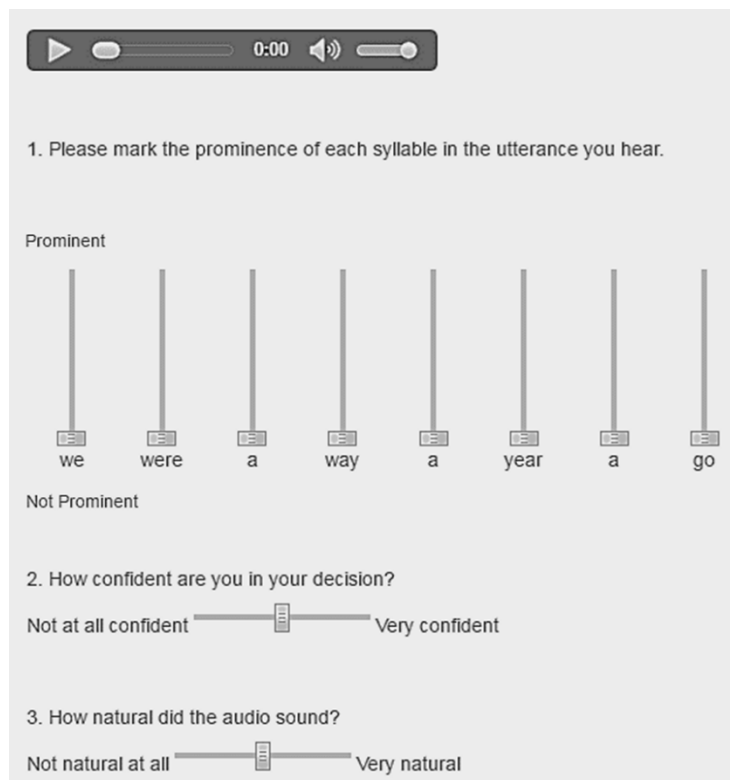 0:00
1. Please mark the prominence of each syllable in the utterance you hear.
Prominent
we were a way a year a go
Not Prominent
2. How confident are you in your decision?
Not at all confident Very confident
3. How natural did the audio sound?
Not natural at all Very natural